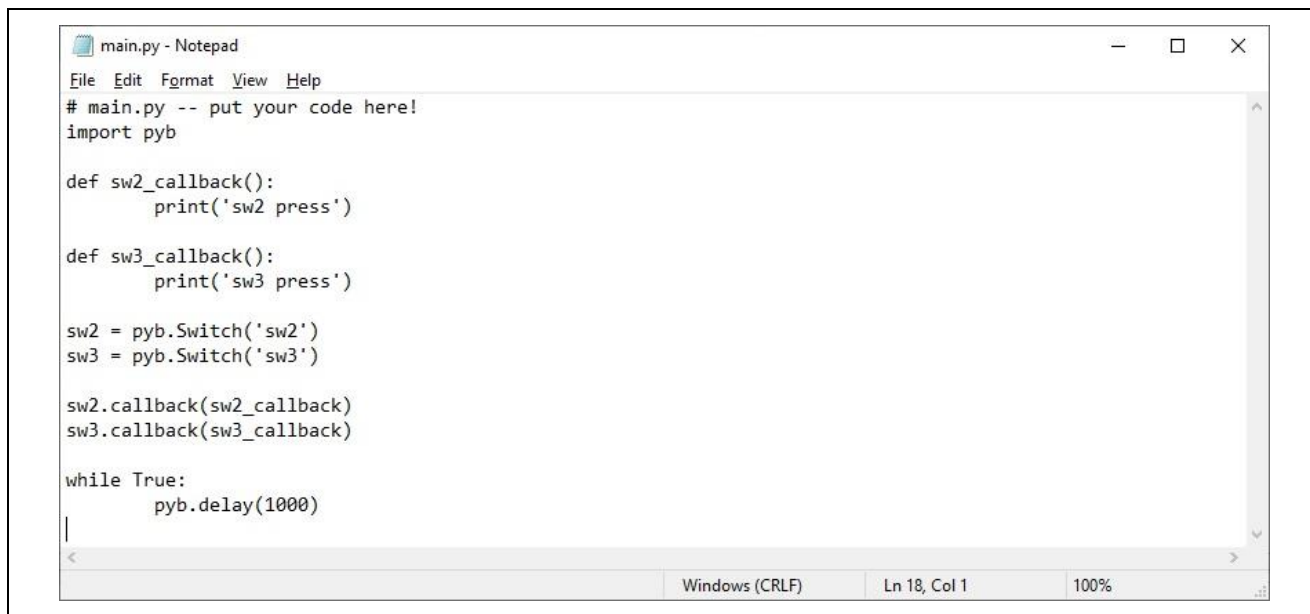 main.py - Notepad
File Edit Format View Help
# main.py -- put your code here!
import pyb

def sw2_callback():
        print('sw2 press')

def sw3_callback():
        print('sw3 press')

sw2 = pyb.Switch('sw2')
sw3 = pyb.Switch('sw3')

sw2.callback(sw2_callback)
sw3.callback(sw3_callback)

while True:
        pyb.delay(1000)
Windows (CRLF) Ln 18, Col 1 100%